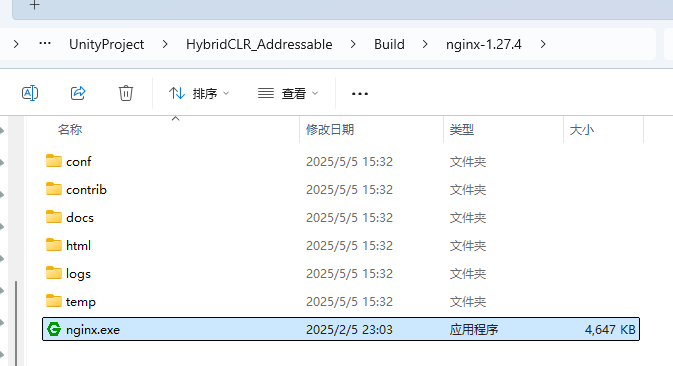 UnityProject > HybridCLR_Addressable > Build > nginx-1.27.4 >
排序 查看
名称 修改日期 类型 大小
conf 2025/5/5 15:32 文件夹
contrib 2025/5/5 15:32 文件夹
docs 2025/5/5 15:32 文件夹
html 2025/5/5 15:32 文件夹
logs 2025/5/5 15:32 文件夹
temp 2025/5/5 15:32 文件夹
nginx.exe 2025/2/5 23:03 应用程序 4,647 KB